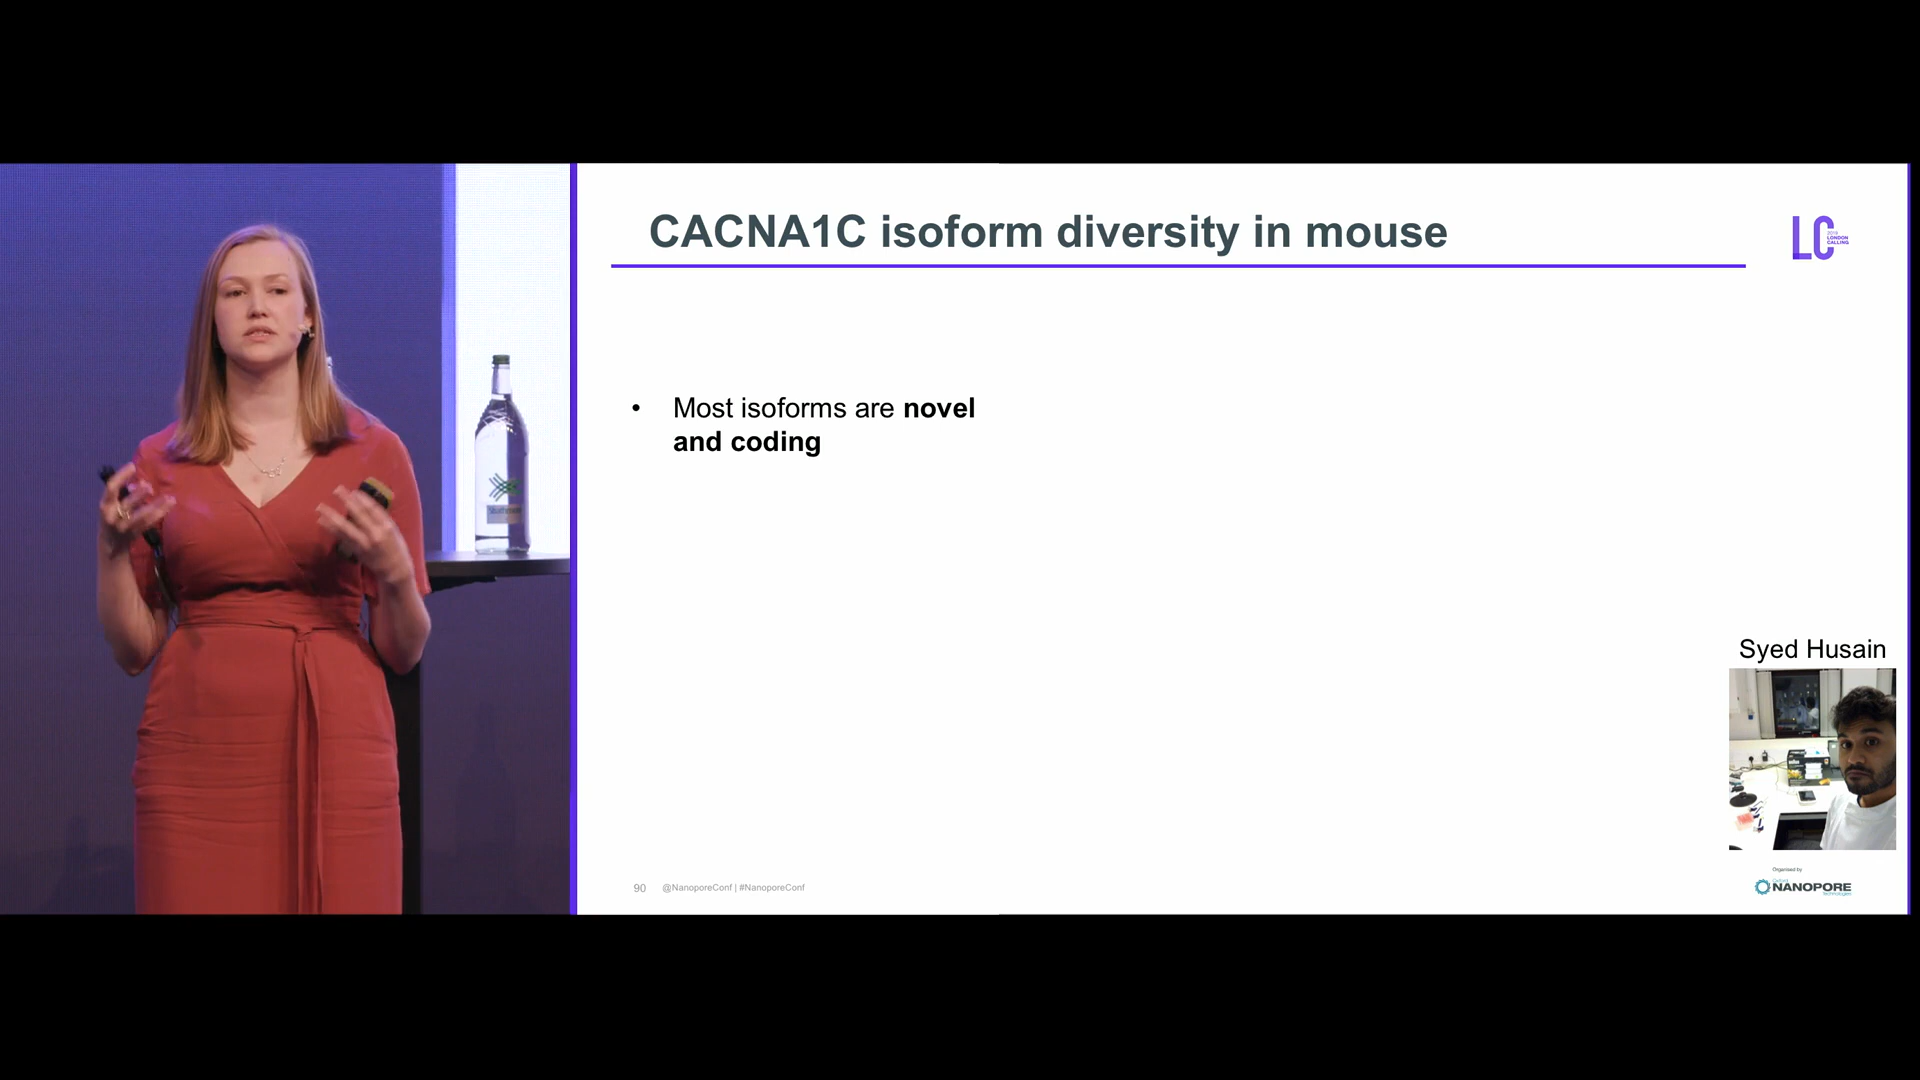 CACNA1C isoform diversity in mouse
LC
2019
LONDON
CALLING
• Most isoforms are novel
and coding
Syed Husain
90 @NanoporeConf | #NanoporeConf
Organised by
Oxford
NANOPORE
Technologies